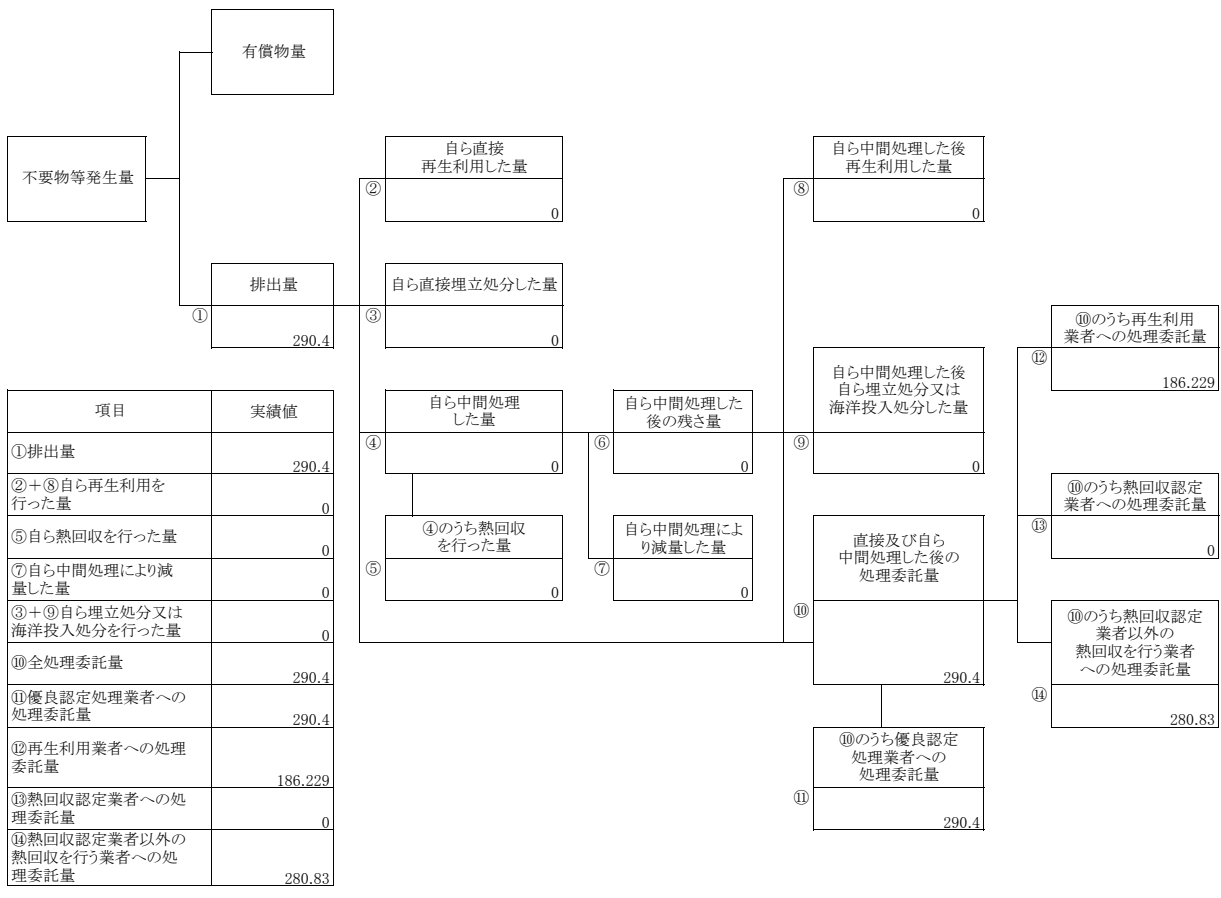 有償物量
不要物等発生量
自ら直接
再生利用した量
②
0
自ら中間処理した後
再生利用した量
⑧
0
排出量
①
290.4
自ら直接埋立処分した量
③
0
⑩のうち再生利用
業者への処理委託量
⑫
186.229
自ら中間処理
した量
④
0
自ら中間処理した
後の残さ量
⑥
0
自ら中間処理した後
自ら埋立処分又は
海洋投入処分した量
⑨
0
⑩のうち熱回収認定
業者への処理委託量
⑬
0
④のうち熱回収
を行った量
⑤
0
自ら中間処理によ
り減量した量
⑦
0
直接及び自ら
中間処理した後の
処理委託量
⑩
290.4
⑩のうち熱回収認定
業者以外の
熱回収を行う業者
への処理委託量
⑭
280.83
⑩のうち優良認定
処理業者への
処理委託量
⑪
290.4
項目 実績値
①排出量
290.4
②＋⑧自ら再生利用を
行った量
0
⑤自ら熱回収を行った量
0
⑦自ら中間処理により減
量した量
0
③＋⑨自ら埋立処分又は
海洋投入処分を行った量
0
⑩全処理委託量
290.4
⑪優良認定処理業者への
処理委託量
290.4
⑫再生利用業者への処理
委託量
186.229
⑬熱回収認定業者への処
理委託量
0
⑭熱回収認定業者以外の
熱回収を行う業者への処
理委託量
280.83